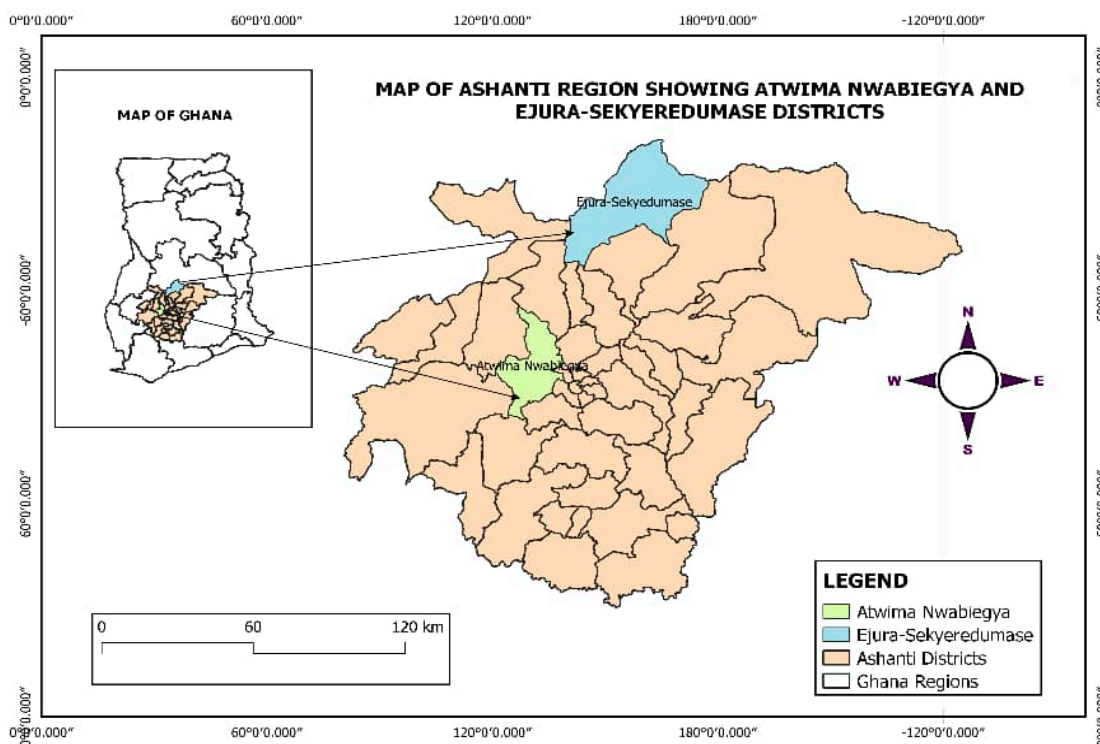 0°0'0.000" 60°0'0.000" 120°0'0.000" 180°0'0.000" -120°0'0.000"
0°0'0.000"
-60°0'0.000"
60°0'0.000"
MAP OF GHANA
MAP OF ASHANTI REGION SHOWING ATWIMA NWABIEGYA AND
EJURA-SEKYEREDUMASE DISTRICTS
Ejura-Sekyedumase
Atwima Nwabiegya
N
W E
S
LEGEND
Atwima Nwabiegya
Ejura-Sekyeredumase
Ashanti Districts
Ghana Regions
0 60 120 km
60°0'0.000" 120°0'0.000" 180°0'0.000" -120°0'0.000"